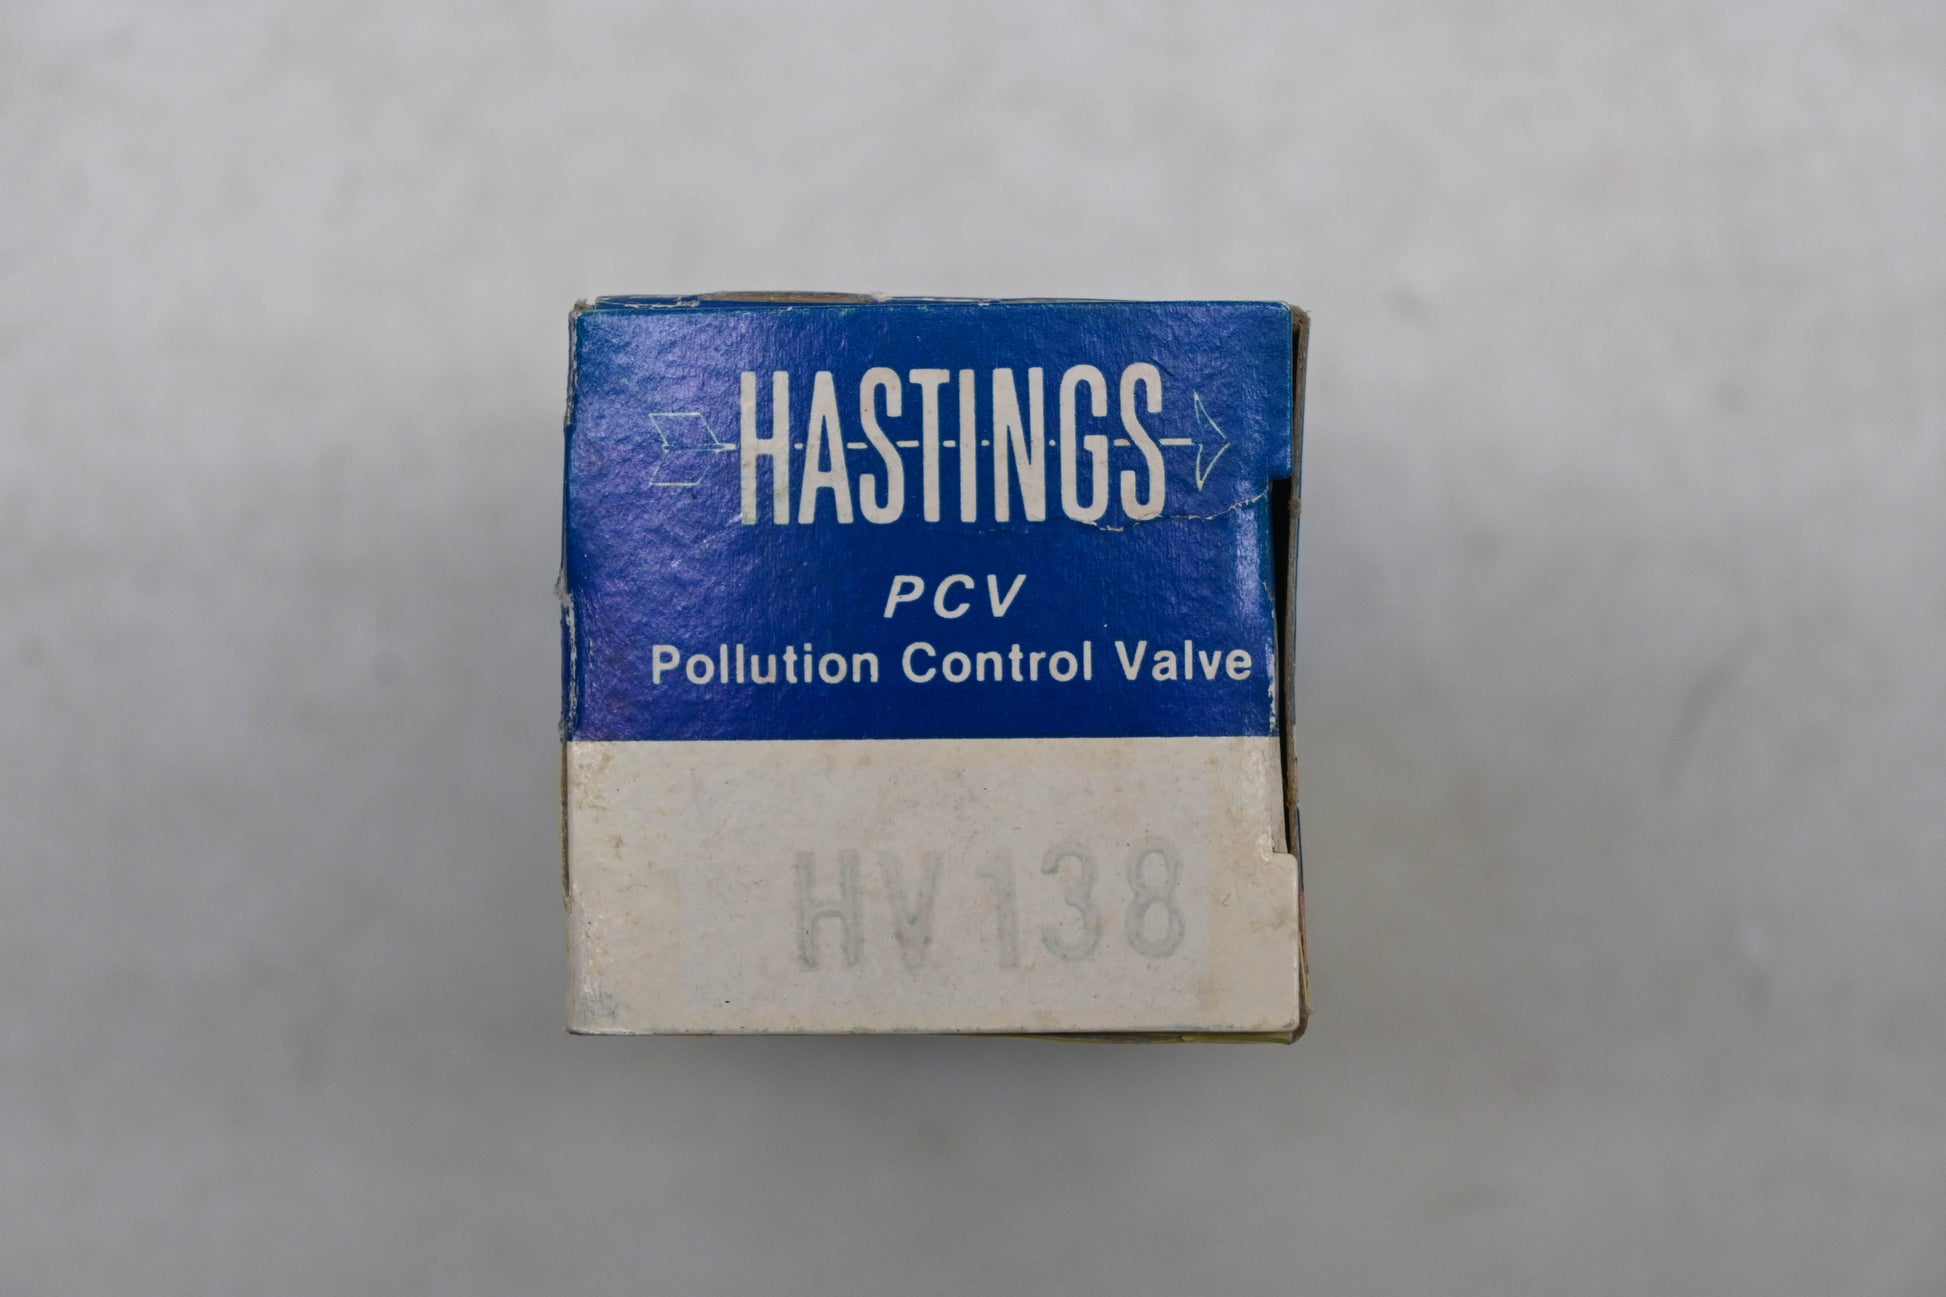 HASTINGS
PCV
Pollution Control Valve
HV138